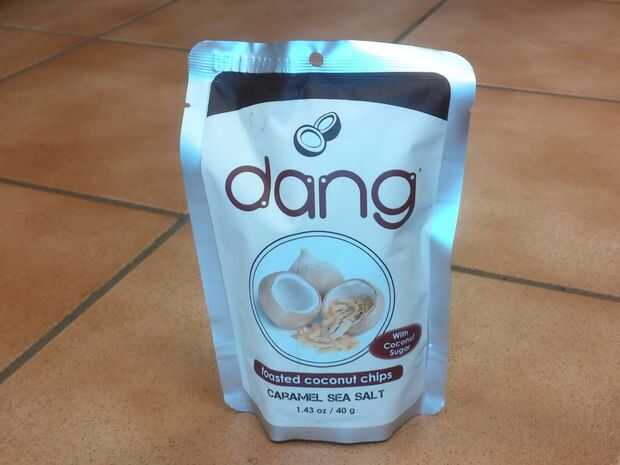 dang
With
Coconut
Sugar
toasted coconut chips
CARAMEL SEA SALT
1.43 oz / 40 g